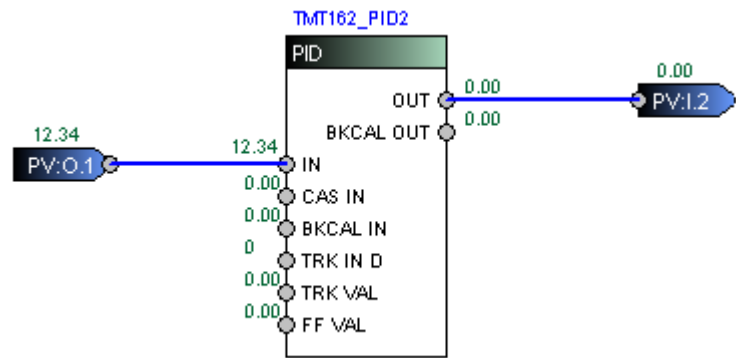 TMT162_PID2
PID
0.00
OUT
0.00
PV:I.2
BKCAL OUT
0.00
12.34
PV:O.1
12.34
IN
0.00
CAS IN
0.00
BKCAL IN
0
TRK IN D
0.00
TRK VAL
0.00
FF VAL